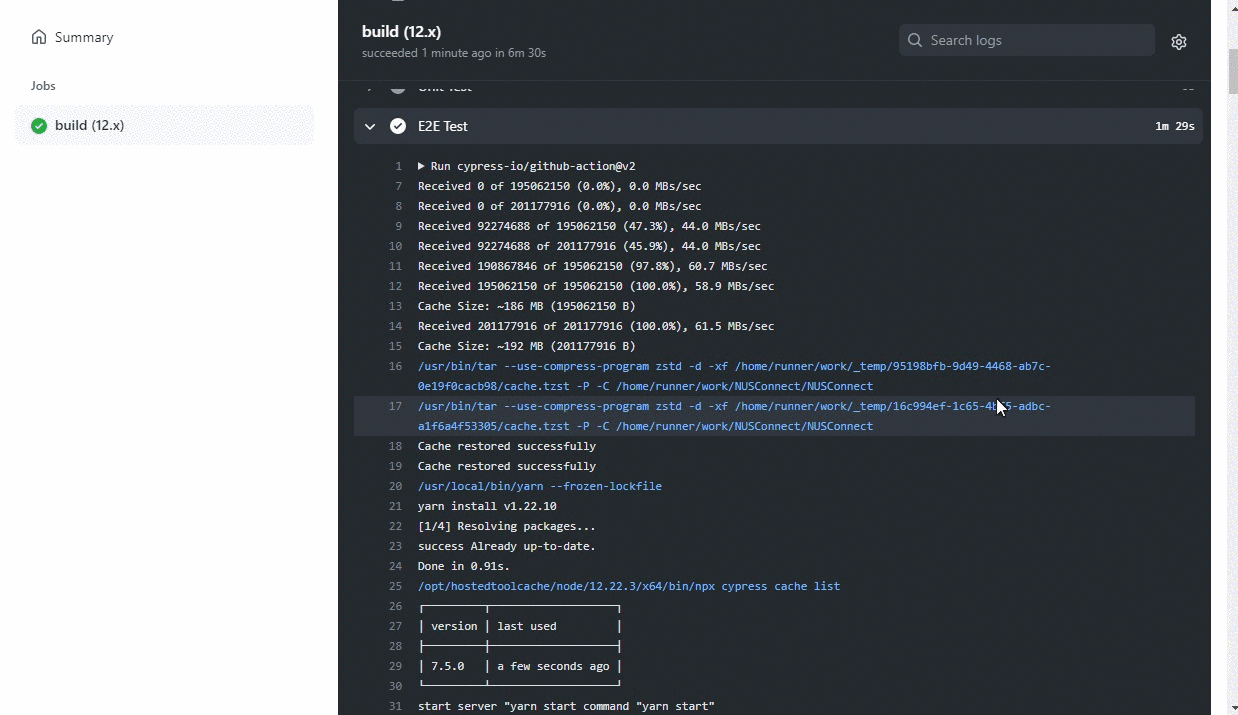 Summary
Jobs
build (12.x)
build (12.x)
succeeded 1 minute ago in 6m 30s
Search logs
E2E Test
1m 29s
1 ▶ Run cypress-io/github-action@v2
7 Received 0 of 195062150 (0.0%), 0.0 MBs/sec
8 Received 0 of 201177916 (0.0%), 0.0 MBs/sec
9 Received 92274688 of 195062150 (47.3%), 44.0 MBs/sec
10 Received 92274688 of 201177916 (45.9%), 44.0 MBs/sec
11 Received 190867846 of 195062150 (97.8%), 60.7 MBs/sec
12 Received 195062150 of 195062150 (100.0%), 58.9 MBs/sec
13 Cache Size: ~186 MB (195062150 B)
14 Received 201177916 of 201177916 (100.0%), 61.5 MBs/sec
15 Cache Size: ~192 MB (201177916 B)
16 /usr/bin/tar --use-compress-program zstd -d -xf /home/runner/work/_temp/95198bfb-9d49-4468-ab7c-
0e19f0cacb98/cache.tzst -P -C /home/runner/work/NUSConnect/NUSConnect
17 /usr/bin/tar --use-compress-program zstd -d -xf
a1f6a4f53305/cache.tzst -P -C /home/runner/work/NUSConnect/NUSConnect
18 Cache restored successfully
19 Cache restored successfully
20 /usr/local/bin/yarn --frozen-lockfile
21 yarn install v1.22.10
22 [1/4] Resolving packages...
23 success Already up-to-date.
24 Done in 0.91s.
25 /opt/hostedtoolcache/node/12.22.3/x64/bin/npx cypress cache list
26
27 | version | last used |
28
29 | 7.5.0 | a few seconds ago |
30
31 start server "yarn start command "yarn start"